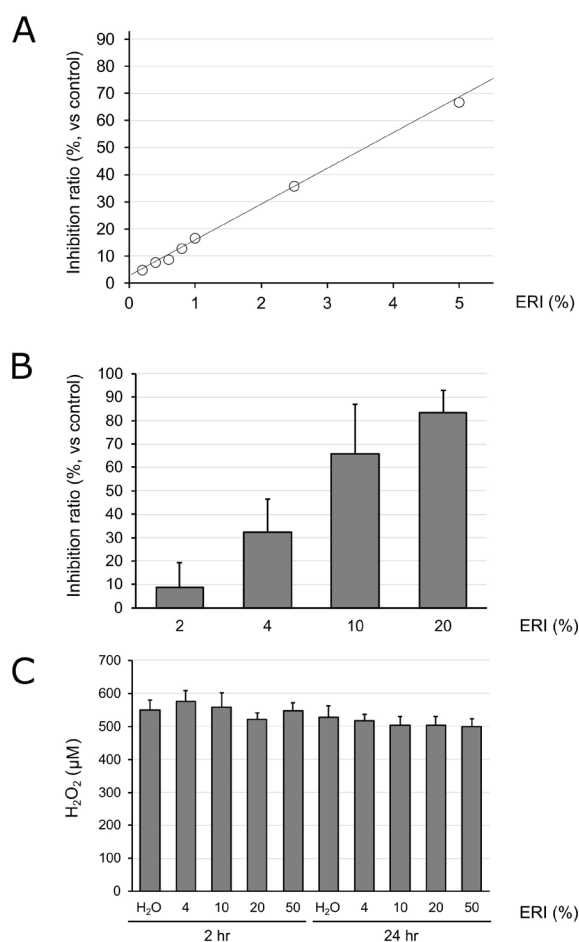 A
Inhibition ratio (%, vs control)
90
80
70
60
50
40
30
20
10
0
0 1 2 3 4 5 ERI (%)
B
Inhibition ratio (%, vs control)
100
90
80
70
60
50
40
30
20
10
0
2 4 10 20 ERI (%)
C
H₂O₂ (µM)
700
600
500
400
300
200
100
0
H₂O 4 10 20 50 H₂O 4 10 20 50 ERI (%)
2 hr 24 hr